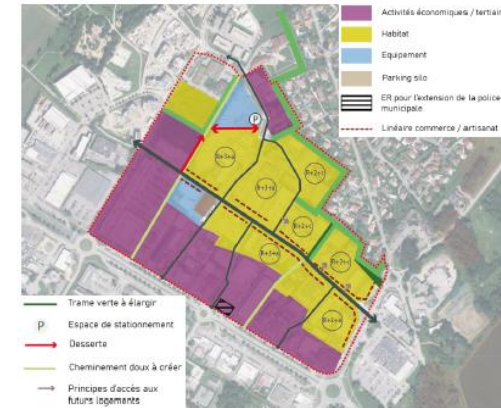 Activités économiques / tertiair
Habitat
Equipement
Parking silo
ER pour l'extension de la police
municipale
Linéaire commerce / artisanat
P
Trame verte à élargir
P Espace de stationnement
Desserte
Cheminement doux à créer
Principes d'accès aux
futurs logements